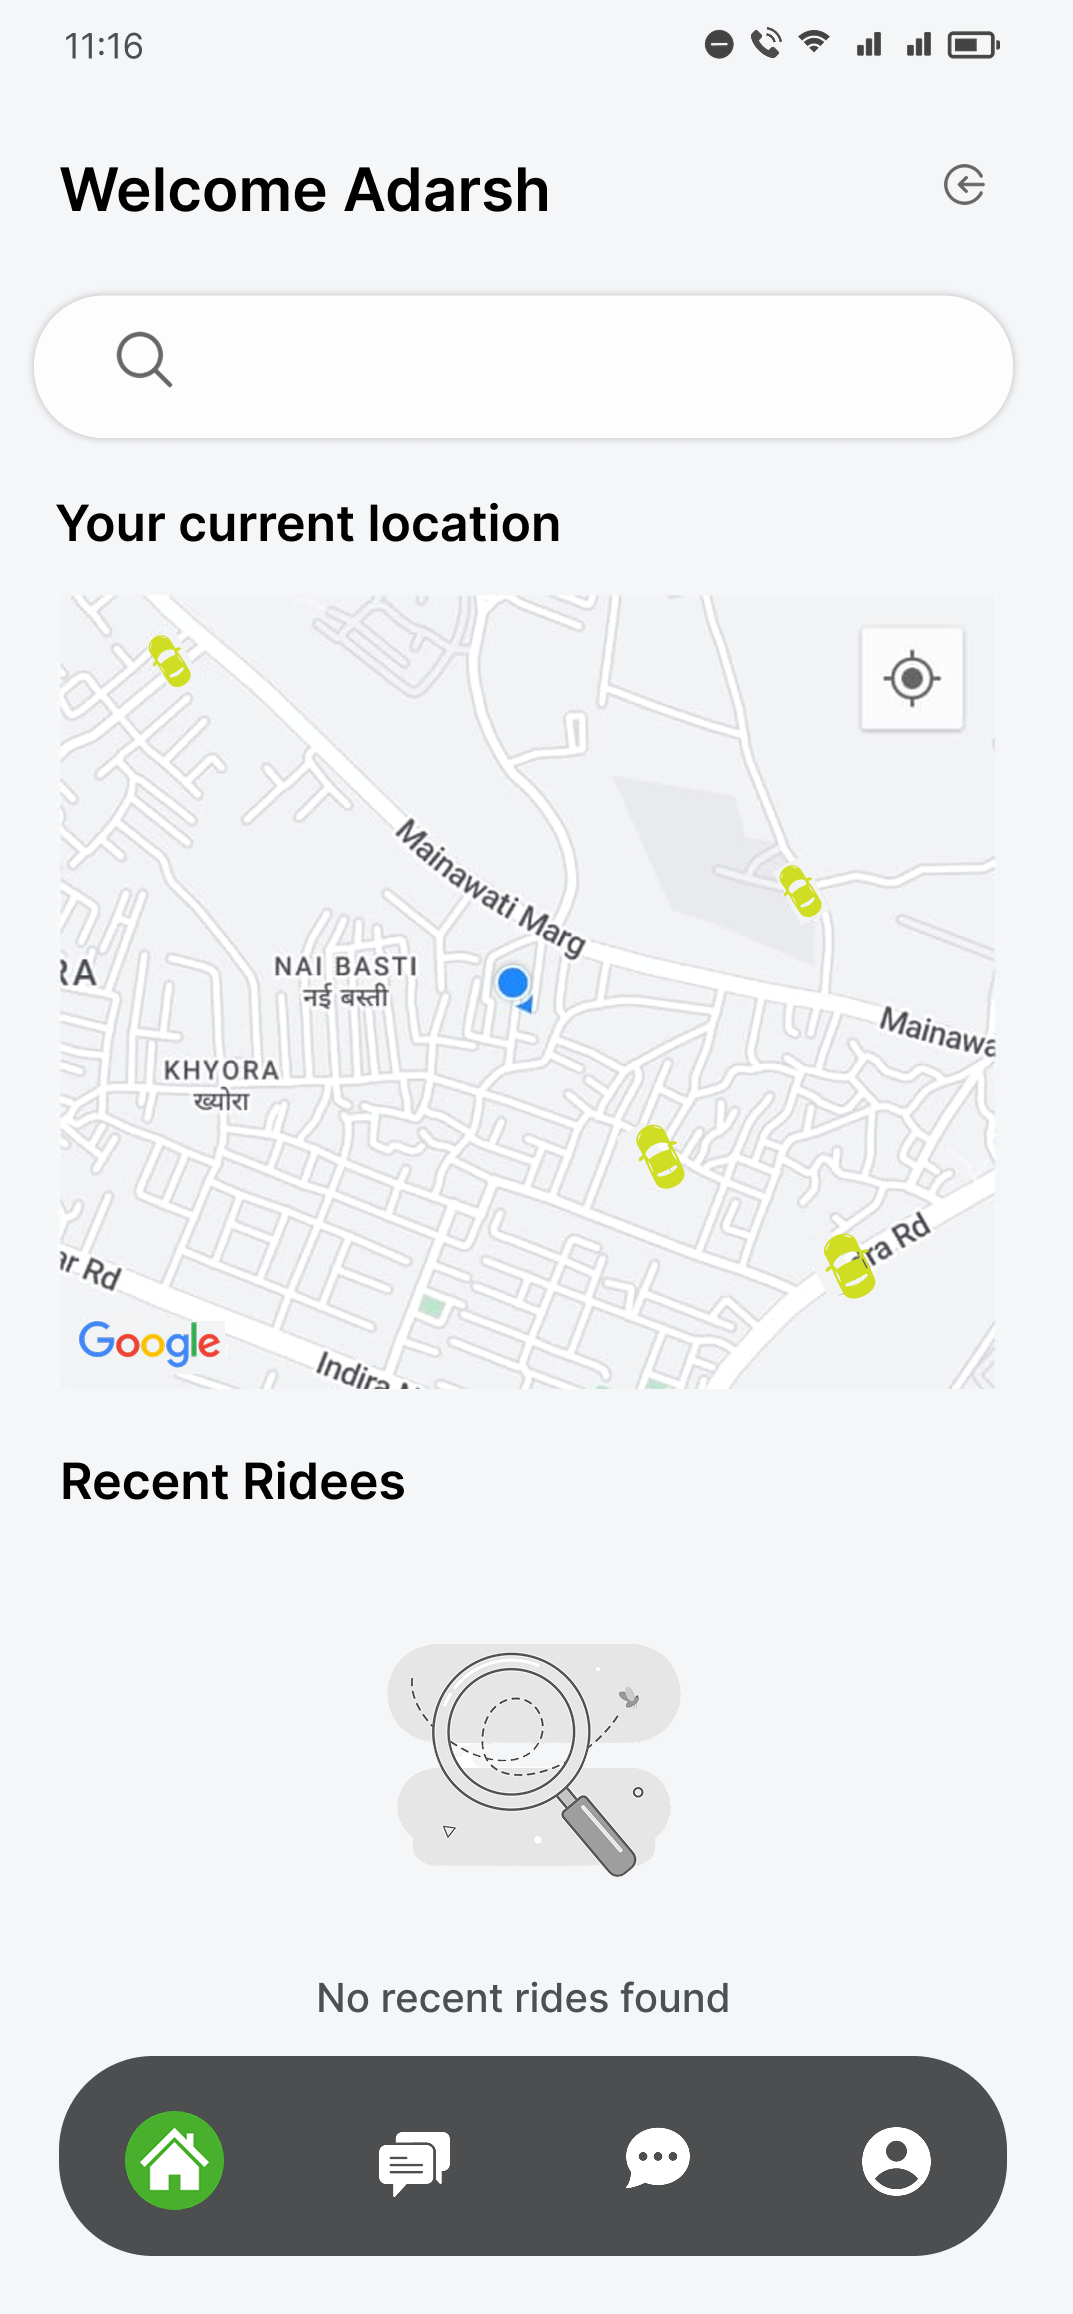 11:16
Welcome Adarsh
Your current location
Mainawati Marg
RA
NAI BASTI
नई बस्ती
Mainawa
KHYORA
ख्योरा
ra Rd
ar Rd
Google
Indira
Recent Ridees
No recent rides found